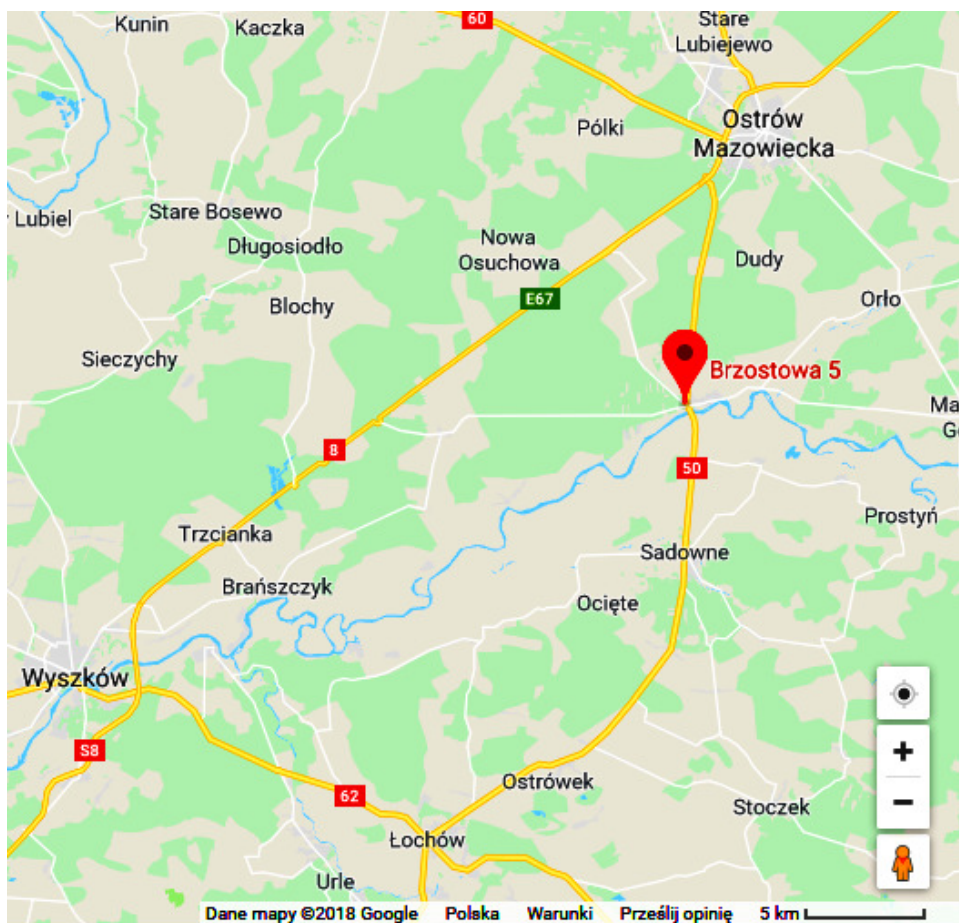 60
Stare
Lubiejewo
Kunin
Kaczka
Ostrów
Mazowiecka
Pólki
Lubiel
Stare Bosewo
Długosiodło
Nowa
Osuchowa
Dudy
Blochy
E67
Orło
Sieczychy
Brzostowa 5
Ma
Go
8
50
Prostyń
Trzcianka
Sadowne
Brańszczyk
Ocięte
Wyszków
S8
62
Ostrówek
Stoczek
Łochów
Urle
+
−
Dane mapy ©2018 Google Polska Warunki Prześlij opinię 5 km